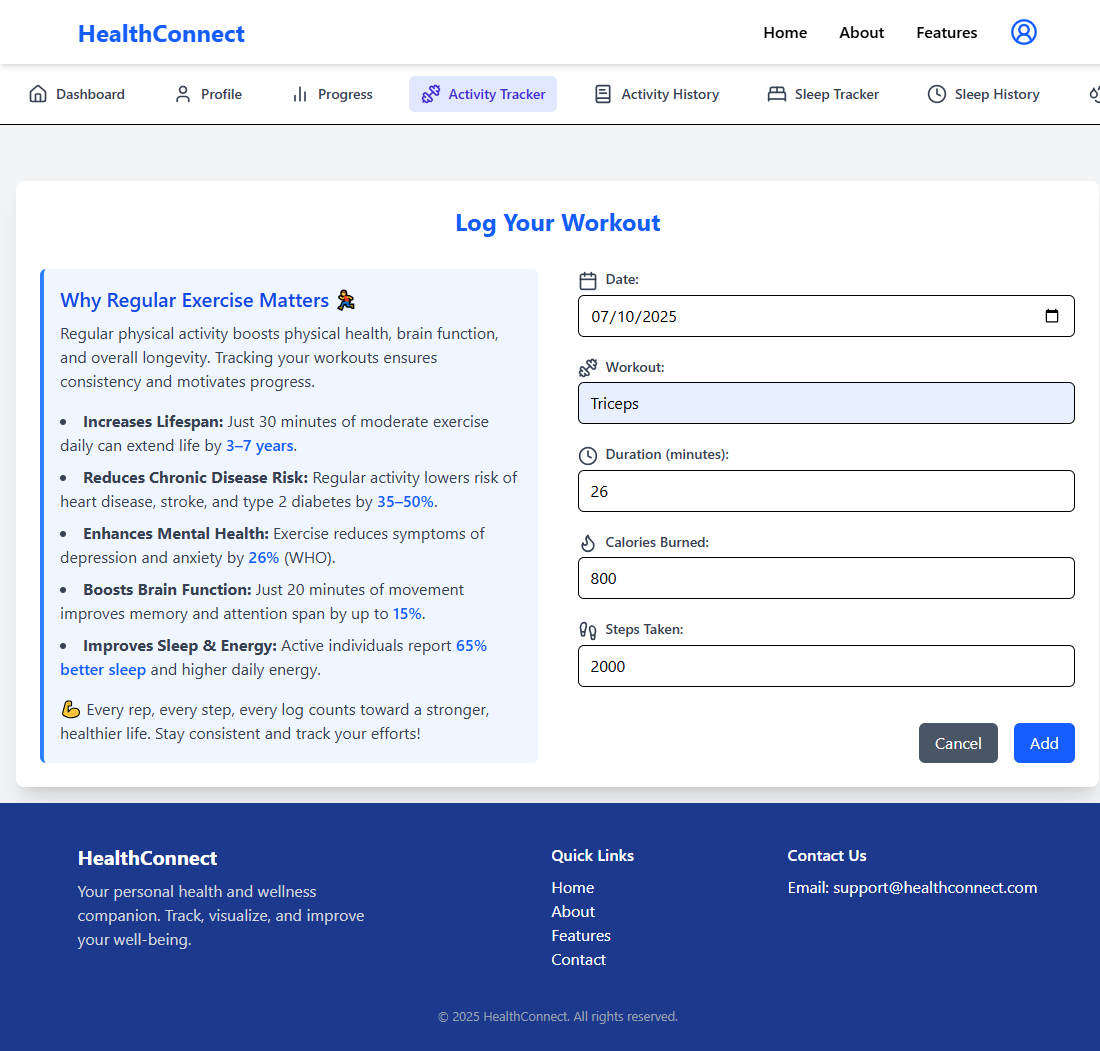 HealthConnect
Home
About
Features
Dashboard
Profile
Progress
Activity Tracker
Activity History
Sleep Tracker
Sleep History
Log Your Workout
Why Regular Exercise Matters 🏃
Regular physical activity boosts physical health, brain function,
and overall longevity. Tracking your workouts ensures
consistency and motivates progress.
• Increases Lifespan: Just 30 minutes of moderate exercise
daily can extend life by 3–7 years.
• Reduces Chronic Disease Risk: Regular activity lowers risk of
heart disease, stroke, and type 2 diabetes by 35–50%.
• Enhances Mental Health: Exercise reduces symptoms of
depression and anxiety by 26% (WHO).
• Boosts Brain Function: Just 20 minutes of movement
improves memory and attention span by up to 15%.
• Improves Sleep & Energy: Active individuals report 65%
better sleep and higher daily energy.
💪 Every rep, every step, every log counts toward a stronger,
healthier life. Stay consistent and track your efforts!
Date:
07/10/2025
Workout:
Triceps
Duration (minutes):
26
Calories Burned:
800
Steps Taken:
2000
Cancel
Add
HealthConnect
Your personal health and wellness
companion. Track, visualize, and improve
your well-being.
Quick Links
Home
About
Features
Contact
Contact Us
Email: support@healthconnect.com
© 2025 HealthConnect. All rights reserved.